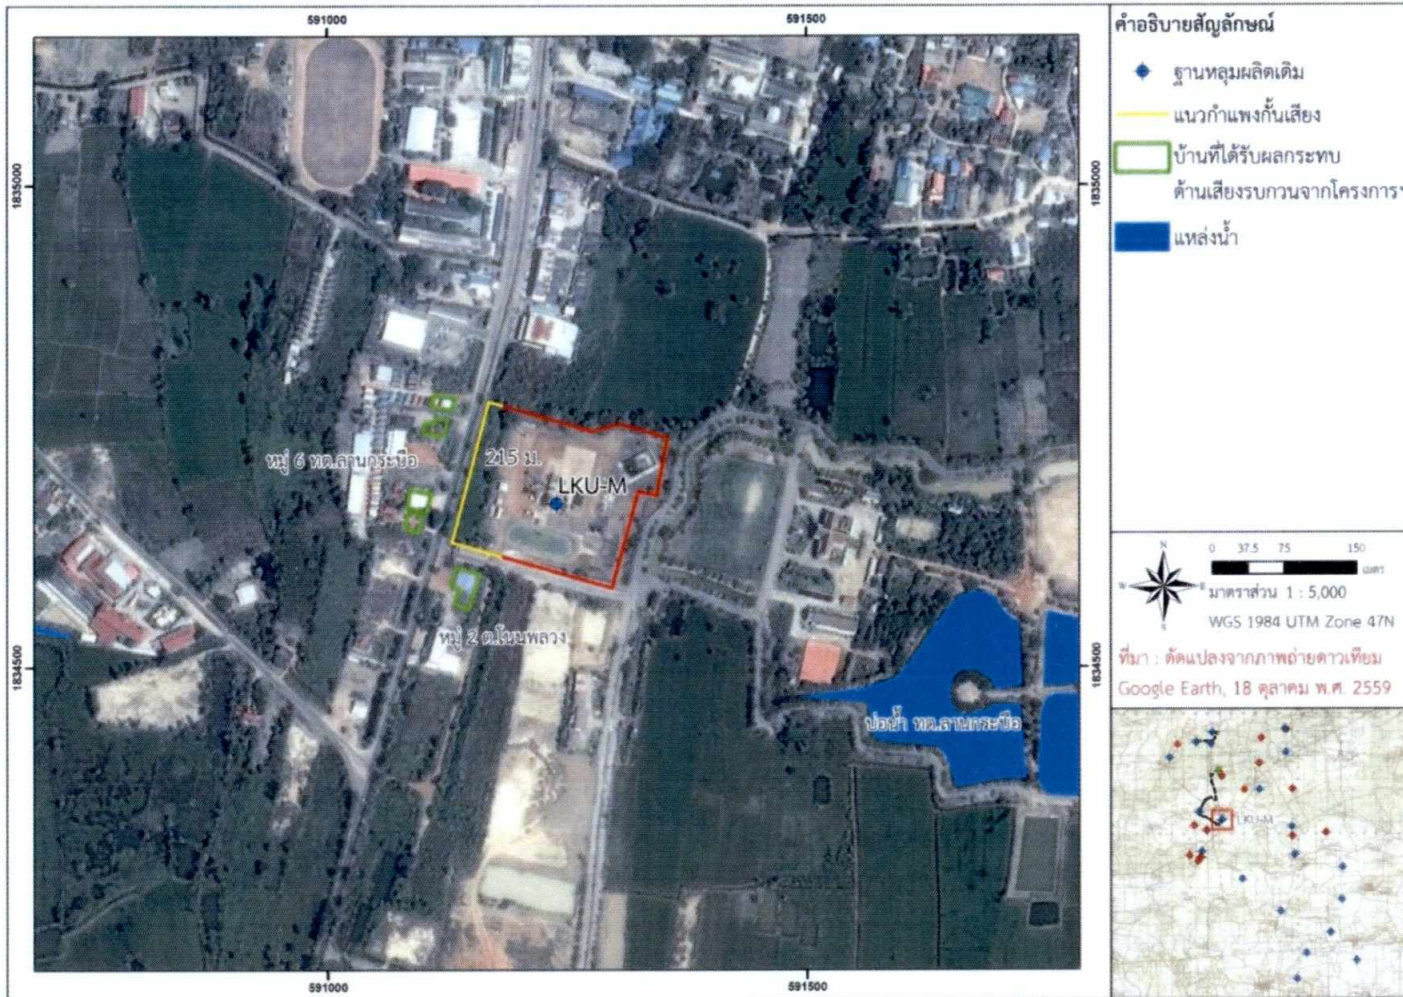 591000
591500
1835000
1835000
1834500
1834500
591000
591500
215 ม.
LKU-M
หมู่ 6 ทต.ลานกระบือ
หมู่ 2 ต.โนนพลวง
บ่อน้ำ ทต.ลานกระบือ
คำอธิบายสัญลักษณ์
ฐานหลุมผลิตเดิม
แนวกำแพงกั้นเสียง
บ้านที่ได้รับผลกระทบ
ด้านเสียงรบกวนจากโครงการฯ
แหล่งน้ำ
N
W
E
S
0 37.5 75 150
เมตร
มาตราส่วน 1 : 5,000
WGS 1984 UTM Zone 47N
ที่มา : ดัดแปลงจากภาพถ่ายดาวเทียม
Google Earth, 18 ตุลาคม พ.ศ. 2559
LKU-M